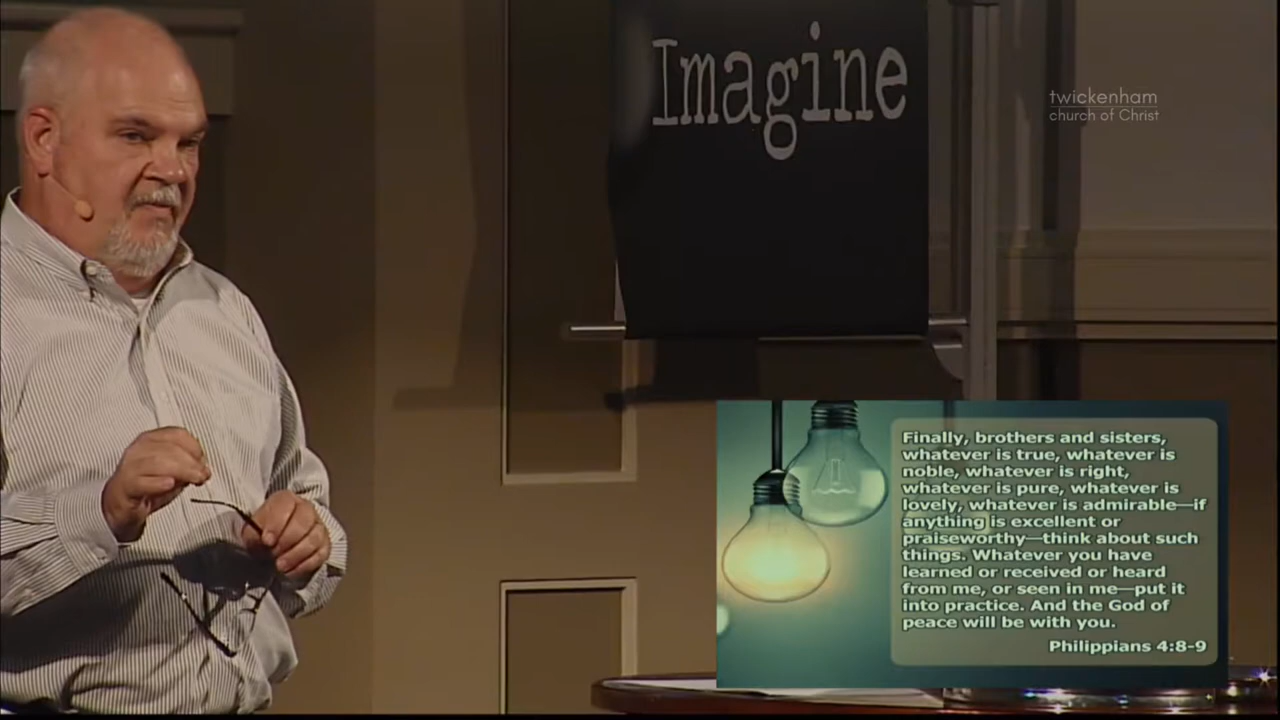 Imagine
twickenham
church of Christ
Finally, brothers and sisters,
whatever is true, whatever is
noble, whatever is right,
whatever is pure, whatever is
lovely, whatever is admirable—if
anything is excellent or
praiseworthy—think about such
things. Whatever you have
learned or received or heard
from me, or seen in me—put it
into practice. And the God of
peace will be with you.
Philippians 4:8-9